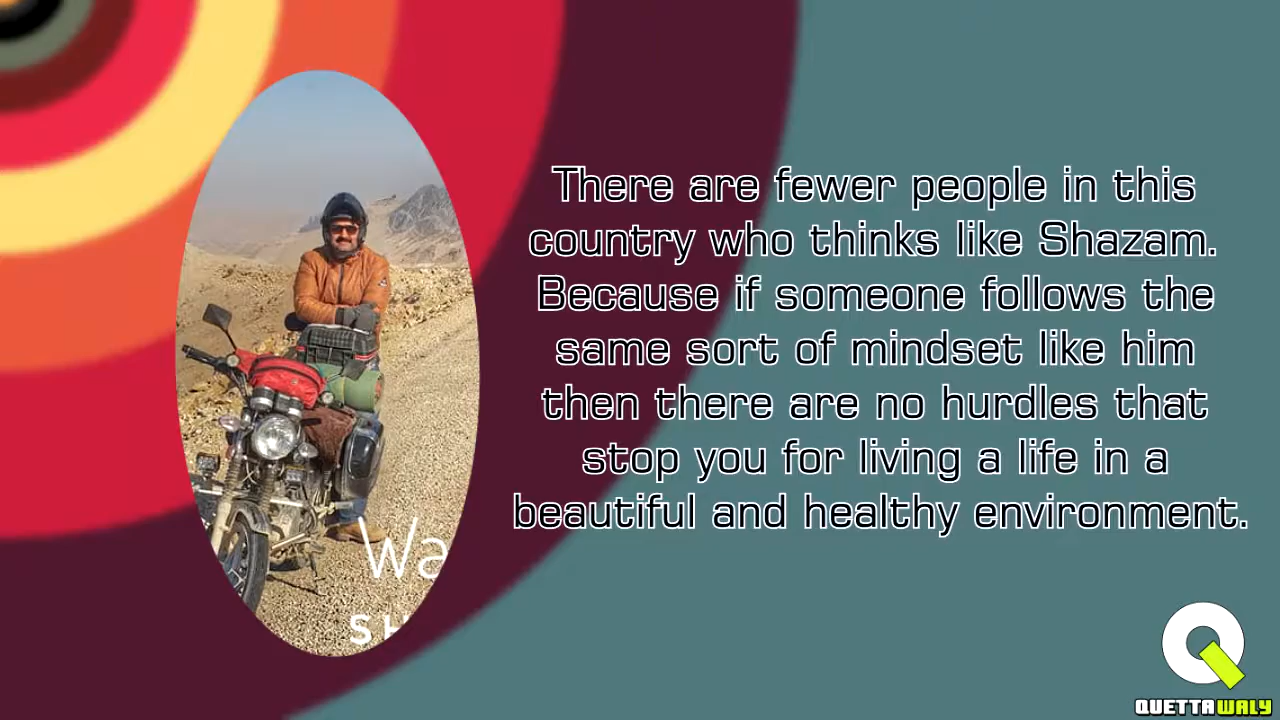 There are fewer people in this
country who thinks like Shazam.
Because if someone follows the
same sort of mindset like him
then there are no hurdles that
stop you for living a life in a
beautiful and healthy environment.
Wa
SH
QUETTAWALY